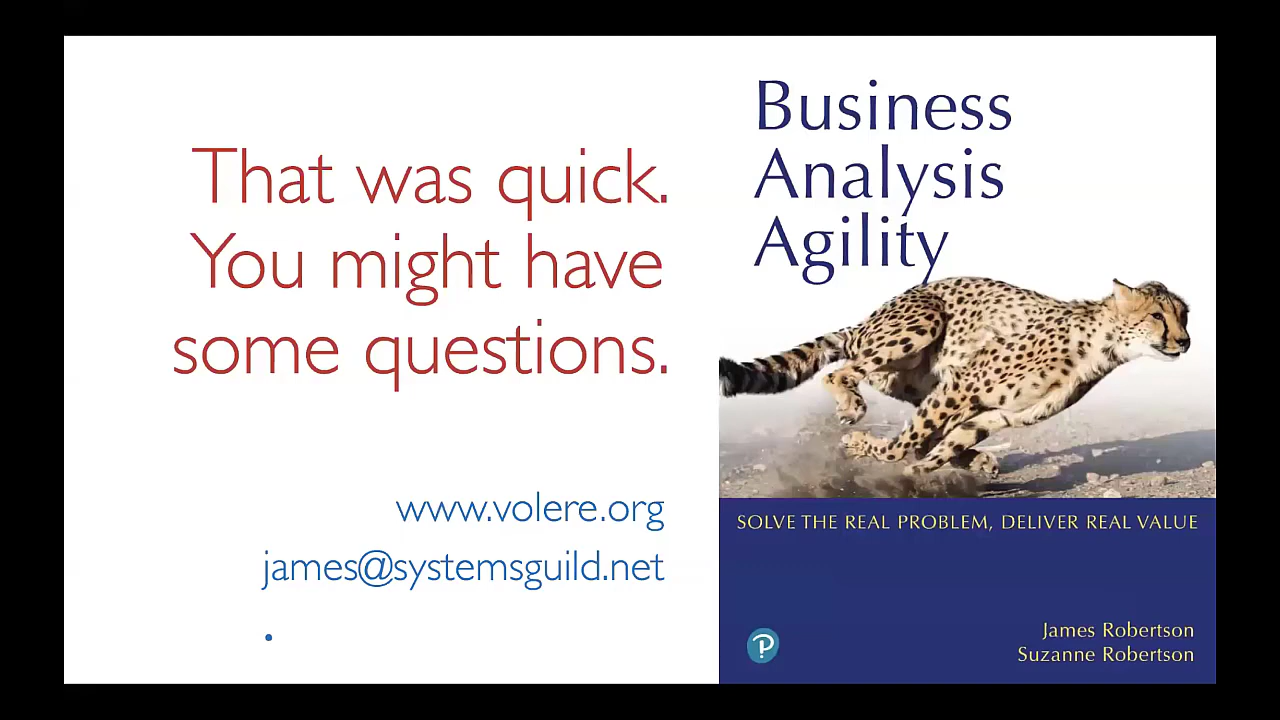 That was quick.
You might have
some questions.
www.volere.org
james@systemsguild.net
.
Business
Analysis
Agility
SOLVE THE REAL PROBLEM, DELIVER REAL VALUE
P
James Robertson
Suzanne Robertson